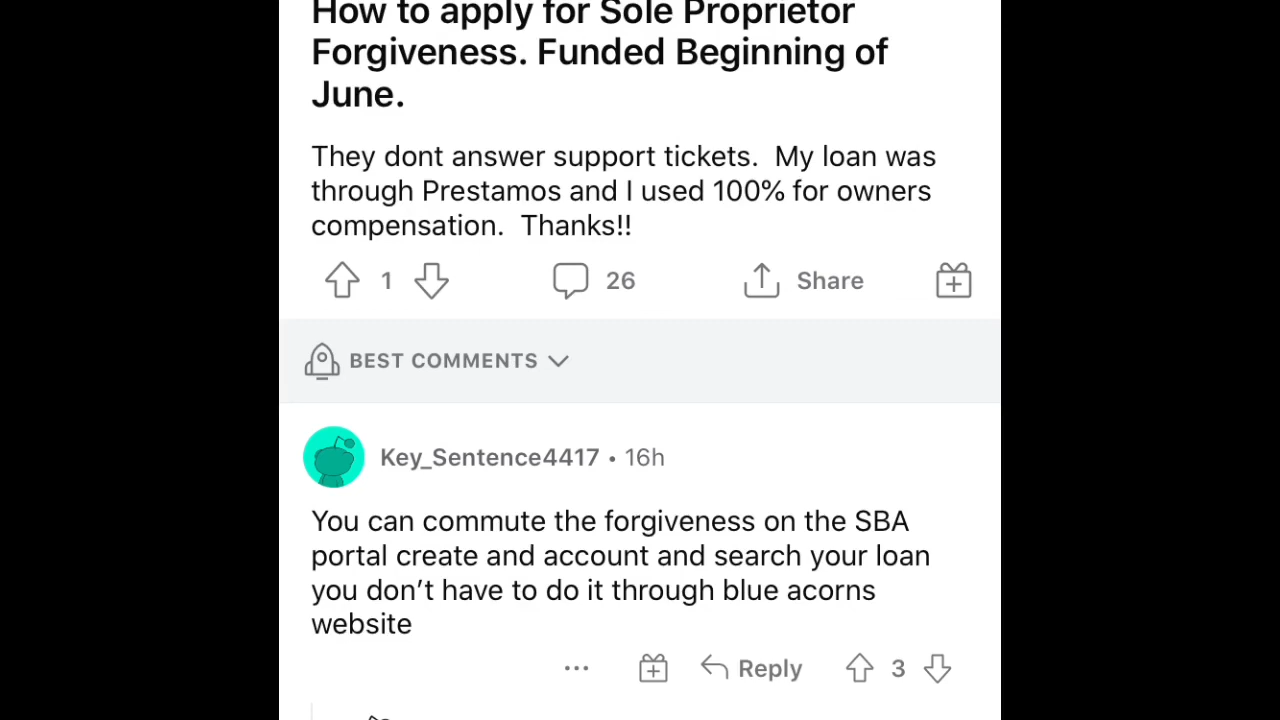 How to apply for Sole Proprietor
Forgiveness. Funded Beginning of
June.
They dont answer support tickets.  My loan was
through Prestamos and I used 100% for owners
compensation.  Thanks!!
1 26 Share
BEST COMMENTS
Key_Sentence4417 • 16h
You can commute the forgiveness on the SBA
portal create and account and search your loan
you don’t have to do it through blue acorns
website
... Reply 3